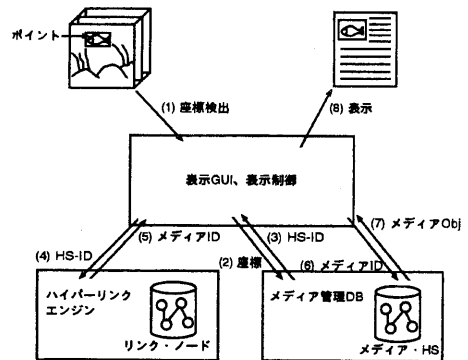 ポイント
(1) 座標検出
(8) 表示
表示GUI、表示制御
(7) メディアObj
(5) メディアID
(3) HS-ID
(4) HS-ID
(2) 座標
(6) メディアID
ハイパーリンク
エンジン
メディア管理DB
リンク・ノード
メディア・HS